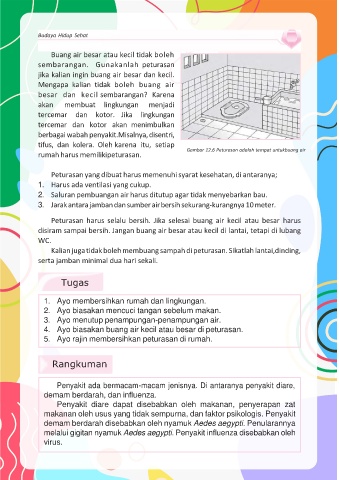 Budaya Hidup Sehat
Buang air besar atau kecil tidak boleh
sembarangan. Gunakanlah peturasan
jika kalian ingin buang air besar dan kecil.
Mengapa kalian tidak boleh buang air
besar dan kecil sembarangan? Karena
akan membuat lingkungan menjadi
tercemar dan kotor. Jika lingkungan
tercemar dan kotor akan menimbulkan
berbagai wabah penyakit.Misalnya, disentri,
tifus, dan kolera. Oleh karena itu, setiap
rumah harus memilikipeturasan.
Gambar 12.6 Peturasan adalah tempat untukbuang air
Peturasan yang dibuat harus memenuhi syarat kesehatan, di antaranya;
1. Harus ada ventilasi yang cukup.
2. Saluran pembuangan air harus ditutup agar tidak menyebarkan bau.
3. Jarak antara jamban dan sumber air bersih sekurang-kurangnya 10 meter.
Peturasan harus selalu bersih. Jika selesai buang air kecil atau besar harus
disiram sampai bersih. Jangan buang air besar atau kecil di lantai, tetapi di lubang
WC.
Kalian juga tidak boleh membuang sampah di peturasan. Sikatlah lantai,dinding,
serta jamban minimal dua hari sekali.
Tugas
1. Ayo membersihkan rumah dan lingkungan.
2. Ayo biasakan mencuci tangan sebelum makan.
3. Ayo menutup penampungan-penampungan air.
4. Ayo biasakan buang air kecil atau besar di peturasan.
5. Ayo rajin membersihkan peturasan di rumah.
Rangkuman
Penyakit ada bermacam-macam jenisnya. Di antaranya penyakit diare,
demam berdarah, dan influenza.
Penyakit diare dapat disebabkan oleh makanan, penyerapan zat
makanan oleh usus yang tidak sempurna, dan faktor psikologis. Penyakit
demam berdarah disebabkan oleh nyamuk Aedes aegypti. Penularannya
melalui gigitan nyamuk Aedes aegypti. Penyakit influenza disebabkan oleh
virus.